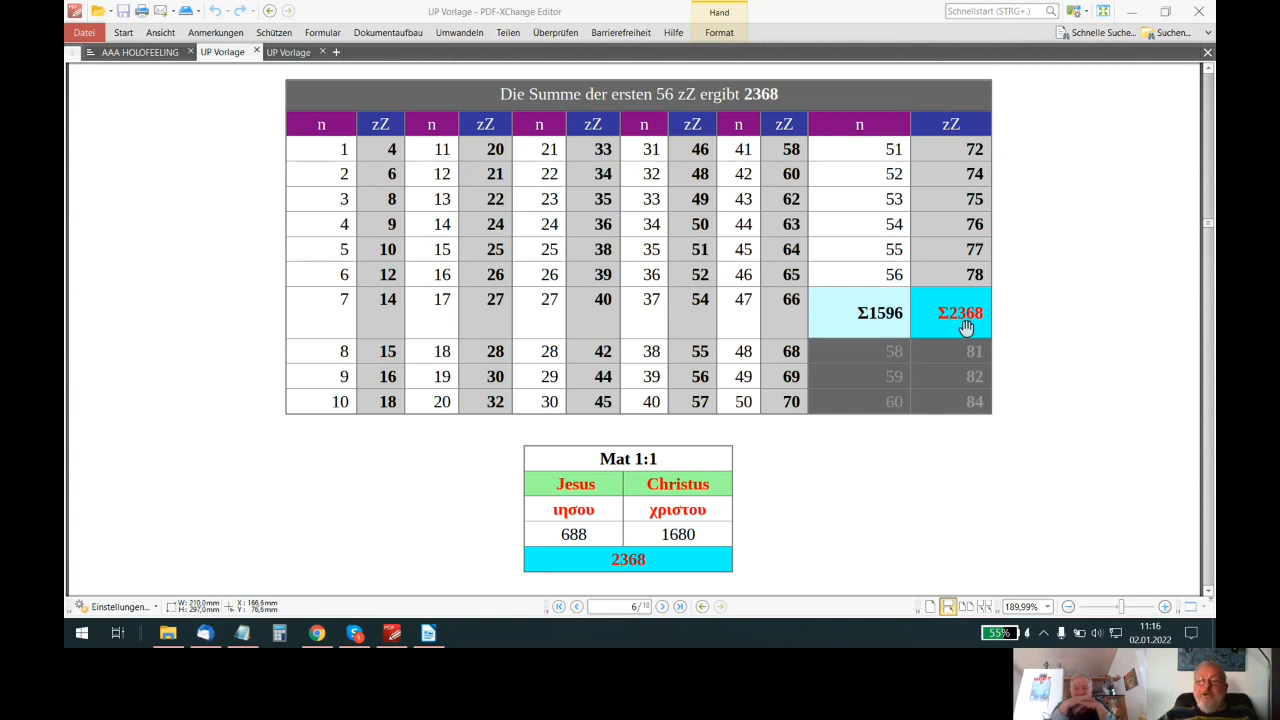 UP Vorlage - PDF-XChange Editor
Hand
Schnellstart (STRG+.)
Datei Start Ansicht Anmerkungen Schützen Formular Dokumentaufbau Umwandeln Teilen Überprüfen Barrierefreiheit Hilfe Format Schnelle Suche... Suchen...
AAA HOLOFEELING UP Vorlage UP Vorlage
Die Summe der ersten 56 zZ ergibt 2368
n zZ n zZ n zZ n zZ n zZ n zZ
1 4 11 20 21 33 31 46 41 58 51 72
2 6 12 21 22 34 32 48 42 60 52 74
3 8 13 22 23 35 33 49 43 62 53 75
4 9 14 24 24 36 34 50 44 63 54 76
5 10 15 25 25 38 35 51 45 64 55 77
6 12 16 26 26 39 36 52 46 65 56 78
7 14 17 27 27 40 37 54 47 66 Σ1596 Σ2368
8 15 18 28 28 42 38 55 48 68 58 81
9 16 19 30 29 44 39 56 49 69 59 82
10 18 20 32 30 45 40 57 50 70 60 84
Mat 1:1
Jesus Christus
ιησου χριστου
688 1680
2368
Einstellungen... W: 210,0mm X: 166,6mm
H: 297,0mm Y: 76,6mm
6 / 18
189,99%
55% 11:16
02.01.2022